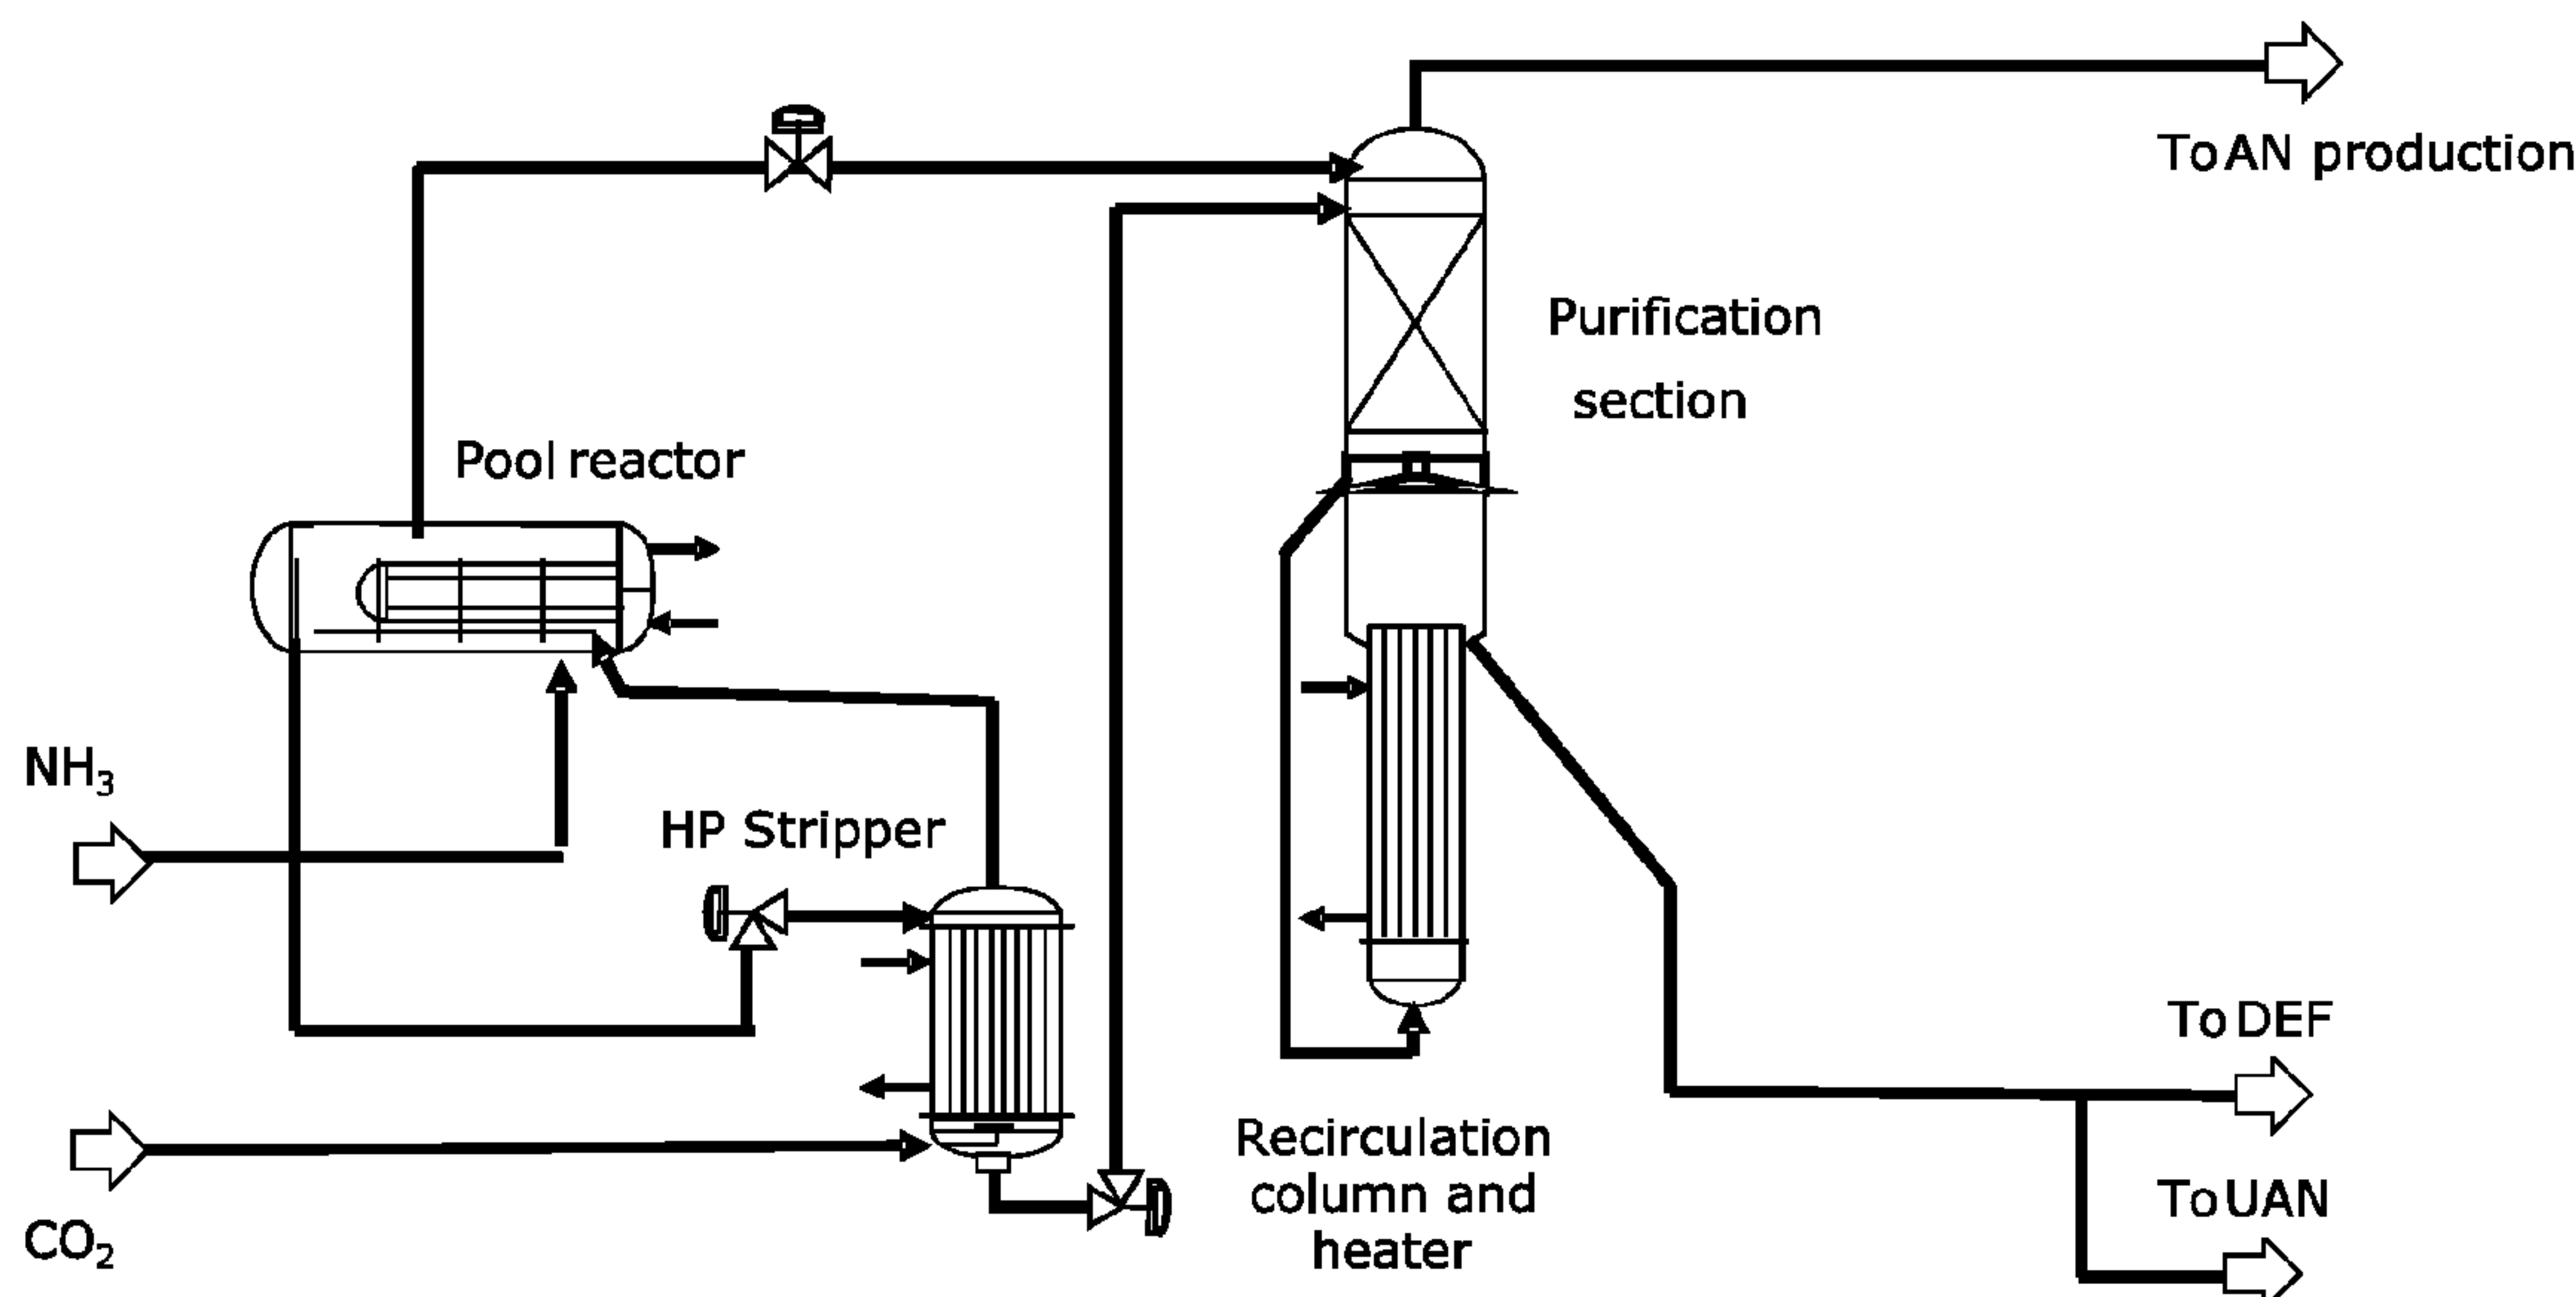 To AN production
Purification
section
Pool reactor
NH₃
HP Stripper
To DEF
Recirculation
column and
heater
To UAN
CO₂